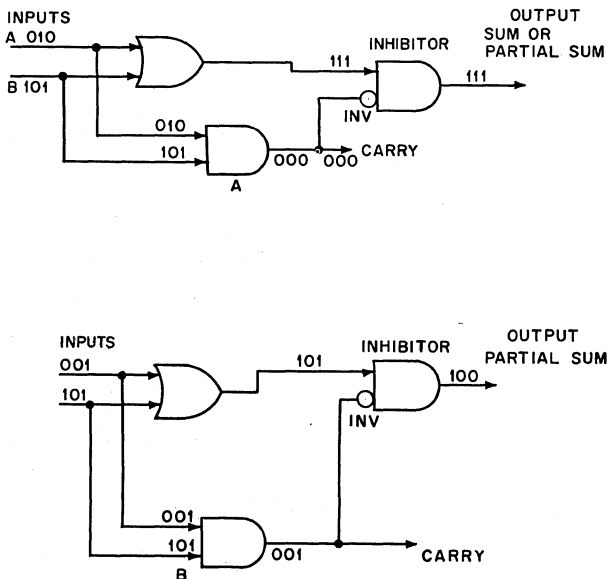 INPUTS
A 010
B 101
010
101
A
000
000
CARRY
111
INHIBITOR
INV
111
OUTPUT
SUM OR
PARTIAL SUM
INPUTS
001
101
001
101
B
001
CARRY
101
INHIBITOR
INV
100
OUTPUT
PARTIAL SUM